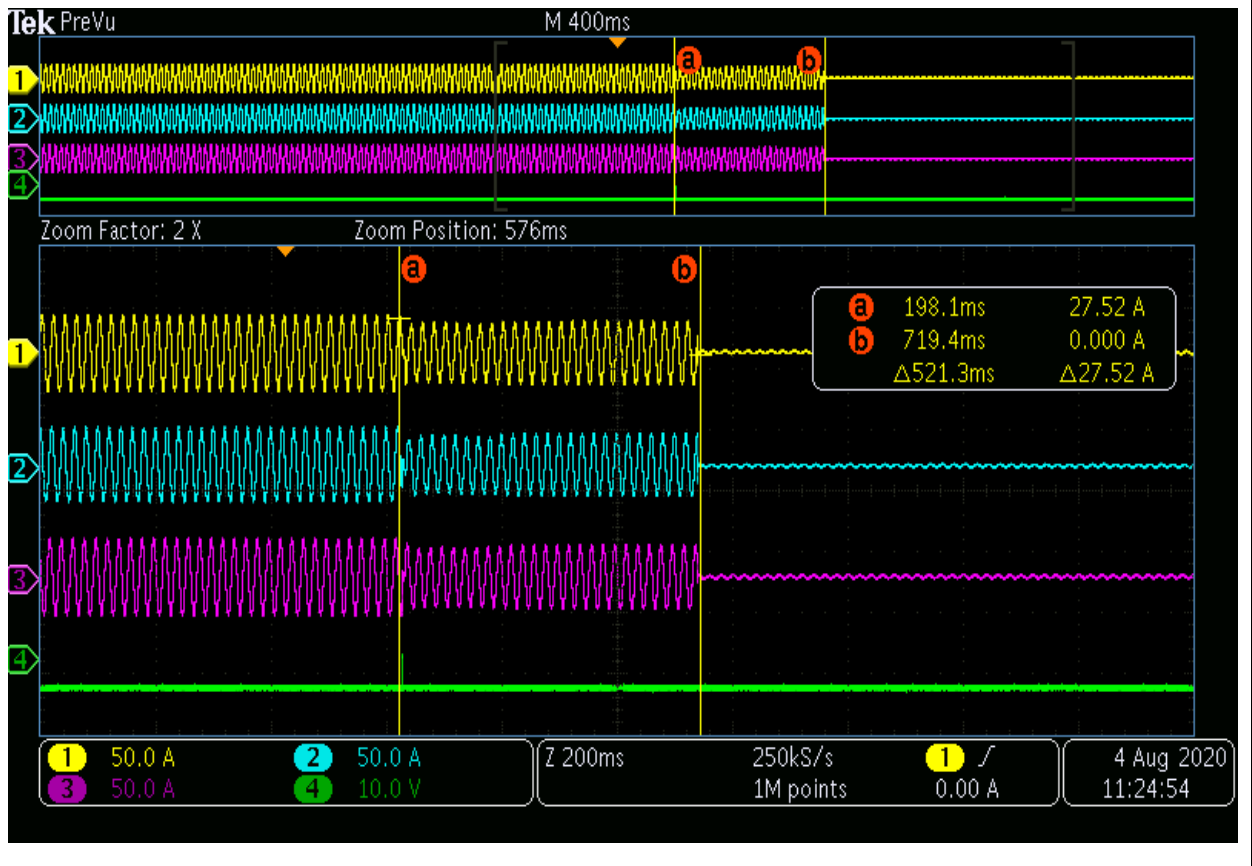 Tek PreVu M 400ms
a b
1
2
3
4
Zoom Factor: 2 X Zoom Position: 576ms
a b
a 198.1ms 27.52 A
b 719.4ms 0.000 A
△521.3ms △27.52 A
1
2
3
4
1 50.0 A 2 50.0 A Z 200ms 250kS/s 1 4 Aug 2020
3 50.0 A 4 10.0 V 1M points 0.00 A 11:24:54